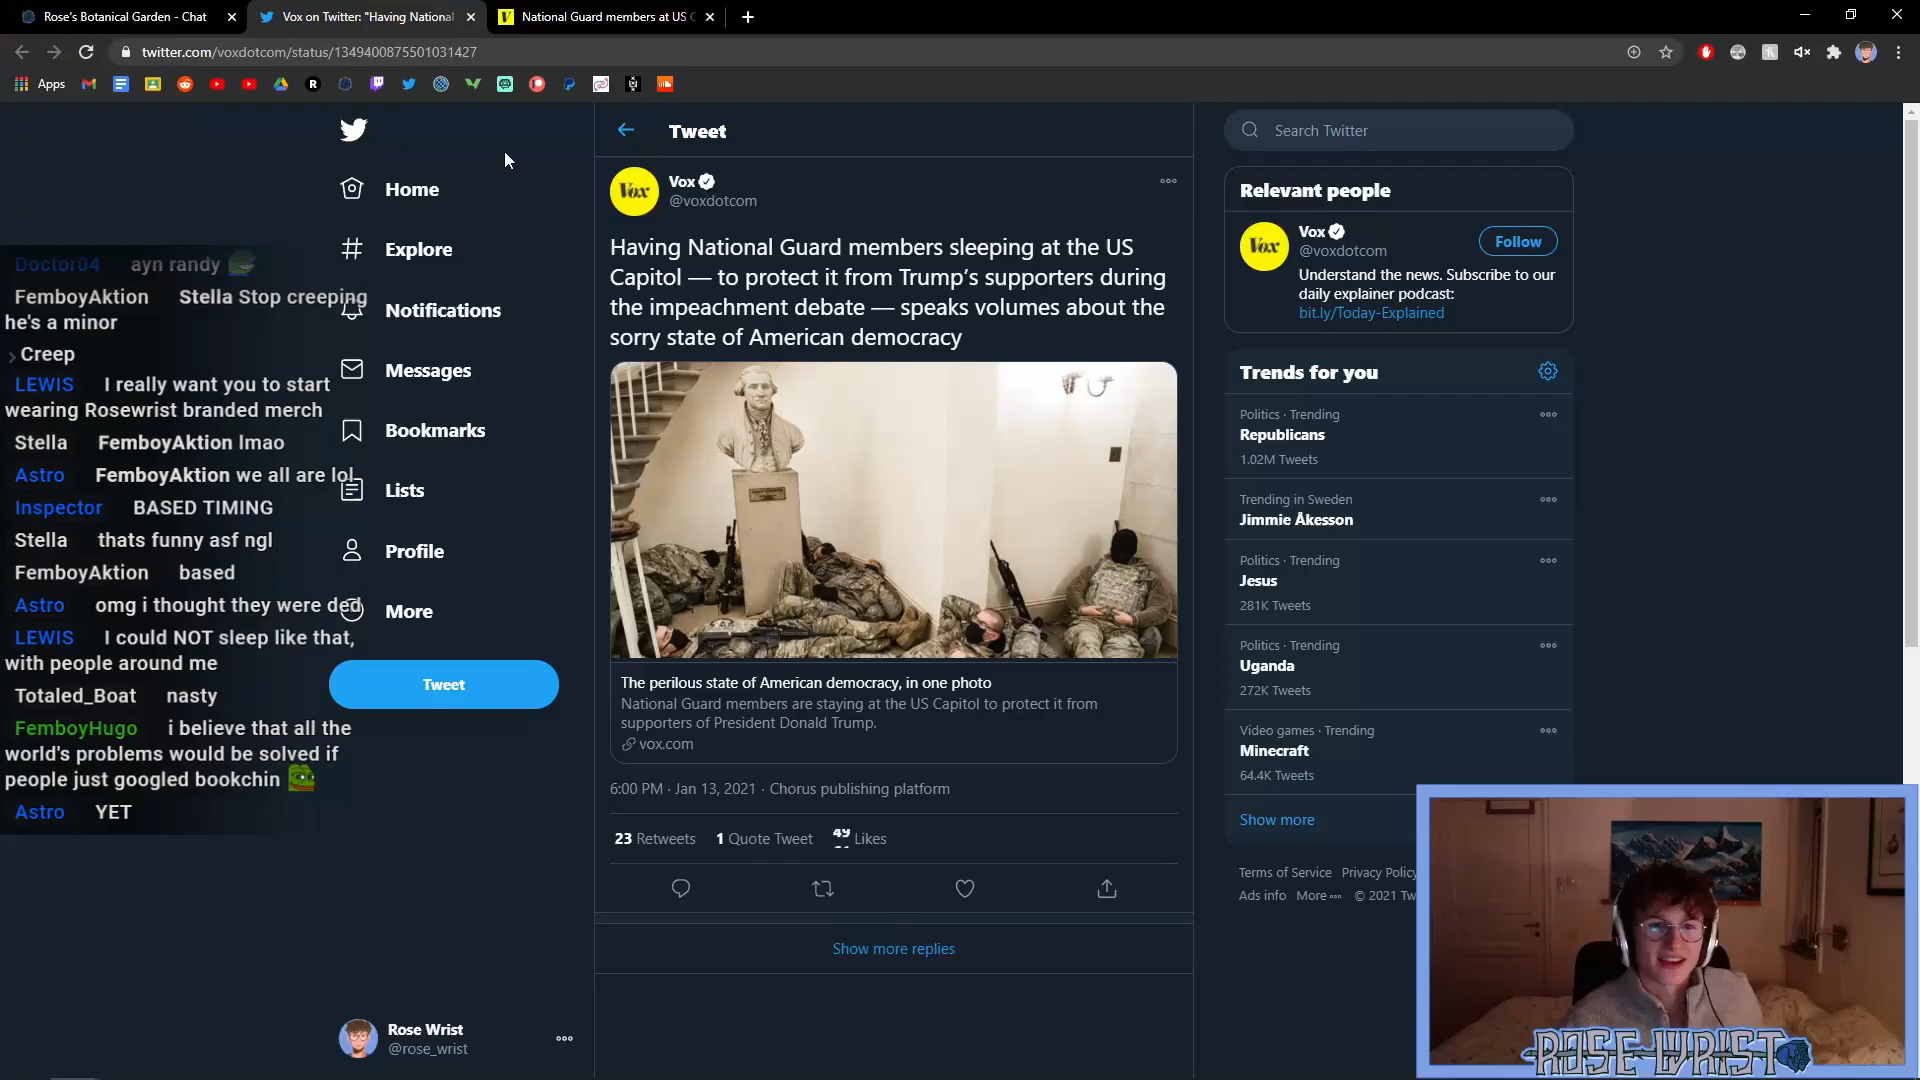 Rose's Botanical Garden - Chat
Vox on Twitter: "Having National
National Guard members at US C
twitter.com/voxdotcom/status/1349400875501031427
Apps
Tweet
Search Twitter
Home
Explore
Notifications
Messages
Bookmarks
Lists
Profile
More
Tweet
Rose Wrist
@rose_wrist
Doctor04 ayn randy
FemboyAktion Stella Stop creeping
he's a minor
Creep
LEWIS I really want you to start
wearing Rosewrist branded merch
Stella FemboyAktion lmao
Astro FemboyAktion we all are lol
Inspector BASED TIMING
Stella thats funny asf ngl
FemboyAktion based
Astro omg i thought they were ded
LEWIS I could NOT sleep like that,
with people around me
Totaled_Boat nasty
FemboyHugo i believe that all the
world's problems would be solved if
people just googled bookchin
Astro YET
Vox
Vox
@voxdotcom
Having National Guard members sleeping at the US
Capitol — to protect it from Trump's supporters during
the impeachment debate — speaks volumes about the
sorry state of American democracy
The perilous state of American democracy, in one photo
National Guard members are staying at the US Capitol to protect it from
supporters of President Donald Trump.
vox.com
6:00 PM · Jan 13, 2021 · Chorus publishing platform
23 Retweets 1 Quote Tweet 49 Likes
Show more replies
Relevant people
Vox
Vox
@voxdotcom
Follow
Understand the news. Subscribe to our
daily explainer podcast:
bit.ly/Today-Explained
Trends for you
Politics · Trending
Republicans
1.02M Tweets
Trending in Sweden
Jimmie Åkesson
Politics · Trending
Jesus
281K Tweets
Politics · Trending
Uganda
272K Tweets
Video games · Trending
Minecraft
64.4K Tweets
Show more
Terms of Service Privacy Policy
Ads info More © 2021 Tw
ROSE WRIST